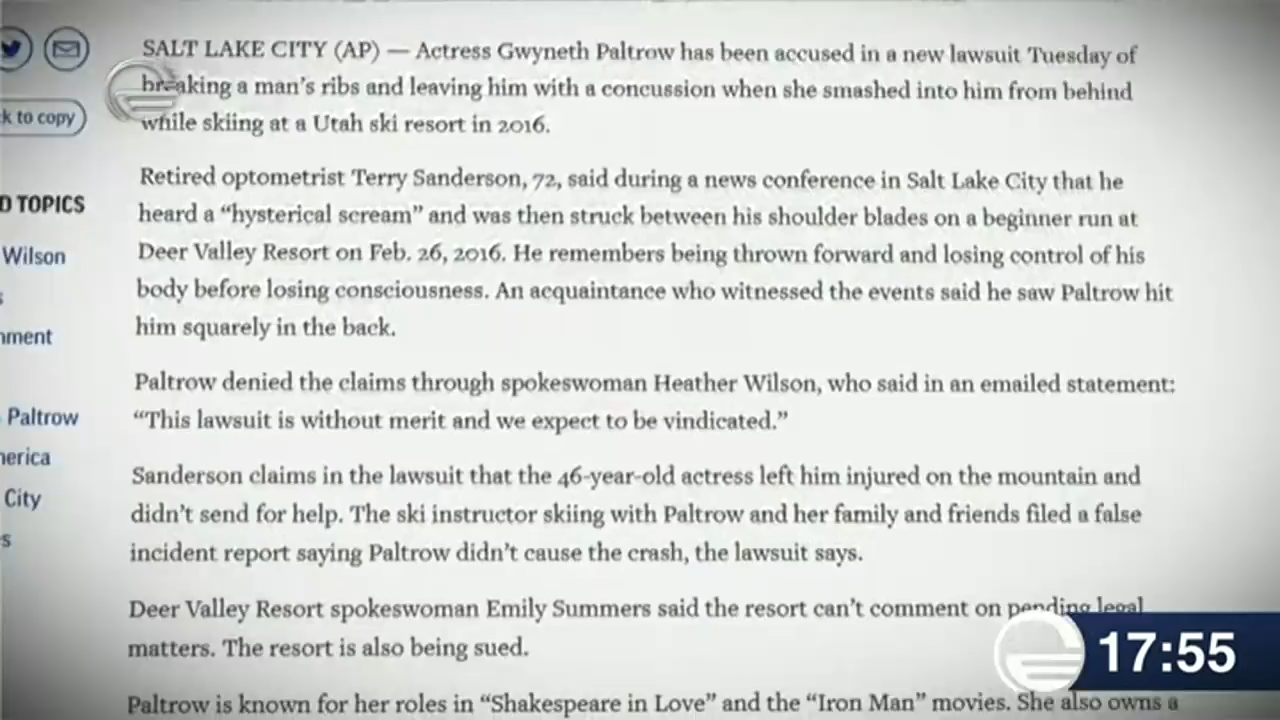 SALT LAKE CITY (AP) — Actress Gwyneth Paltrow has been accused in a new lawsuit Tuesday of
breaking a man's ribs and leaving him with a concussion when she smashed into him from behind
while skiing at a Utah ski resort in 2016.
k to copy
Retired optometrist Terry Sanderson, 72, said during a news conference in Salt Lake City that he
heard a “hysterical scream” and was then struck between his shoulder blades on a beginner run at
Deer Valley Resort on Feb. 26, 2016. He remembers being thrown forward and losing control of his
body before losing consciousness. An acquaintance who witnessed the events said he saw Paltrow hit
him squarely in the back.
D TOPICS
Wilson
s
nment
Paltrow
merica
City
s
Paltrow denied the claims through spokeswoman Heather Wilson, who said in an emailed statement:
“This lawsuit is without merit and we expect to be vindicated.”
Sanderson claims in the lawsuit that the 46-year-old actress left him injured on the mountain and
didn't send for help. The ski instructor skiing with Paltrow and her family and friends filed a false
incident report saying Paltrow didn't cause the crash, the lawsuit says.
Deer Valley Resort spokeswoman Emily Summers said the resort can't comment on pending legal
matters. The resort is also being sued.
Paltrow is known for her roles in “Shakespeare in Love” and the “Iron Man” movies. She also owns a
17:55